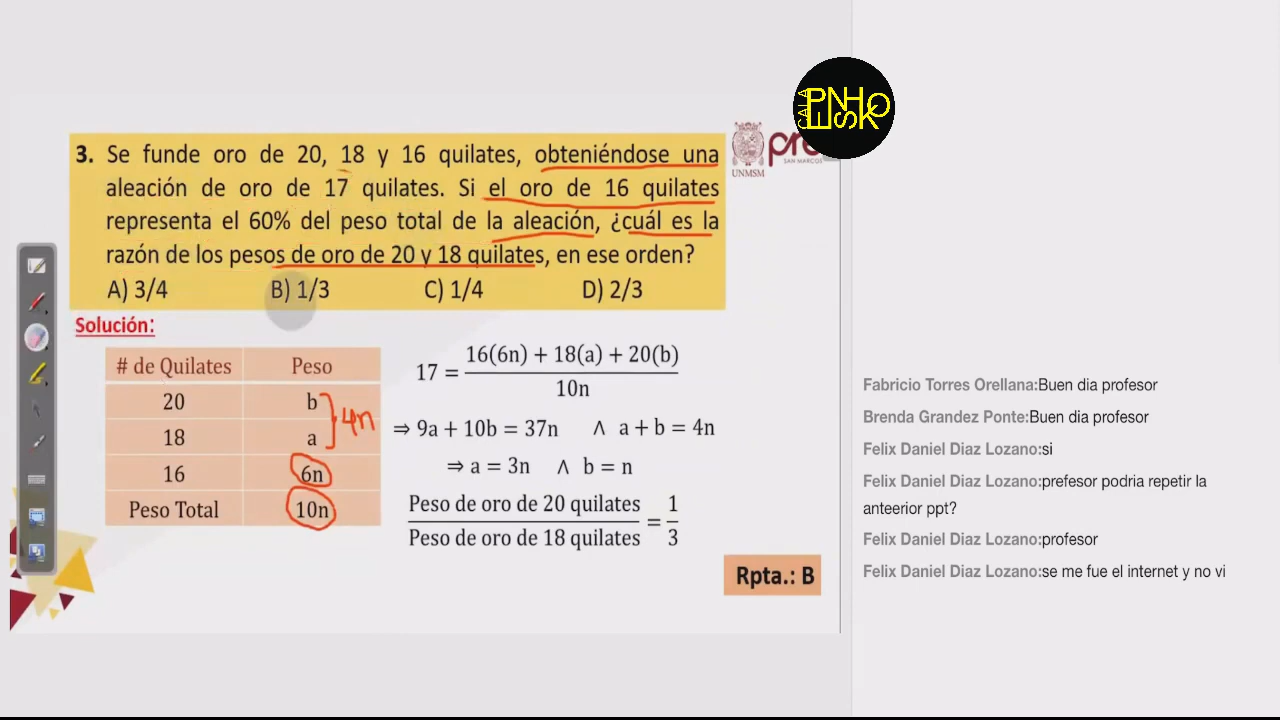 CALA
PENHSKO
3. Se funde oro de 20, 18 y 16 quilates, obteniéndose una
aleación de oro de 17 quilates. Si el oro de 16 quilates
representa el 60% del peso total de la aleación, ¿cuál es la
razón de los pesos de oro de 20 y 18 quilates, en ese orden?
A) 3/4 B) 1/3 C) 1/4 D) 2/3
UNMSM
pre
SAN MARCOS
Solución:
# de Quilates Peso
20 b
18 a
4n
16 6n
Peso Total 10n
17 = 16(6n) + 18(a) + 20(b)
10n
⇒ 9a + 10b = 37n ∧ a + b = 4n
⇒ a = 3n ∧ b = n
Peso de oro de 20 quilates
Peso de oro de 18 quilates
= 1
3
Rpta.: B
Fabricio Torres Orellana:Buen dia profesor
Brenda Grandez Ponte:Buen dia profesor
Felix Daniel Diaz Lozano:si
Felix Daniel Diaz Lozano:prefesor podria repetir la
anteerior ppt?
Felix Daniel Diaz Lozano:profesor
Felix Daniel Diaz Lozano:se me fue el internet y no vi